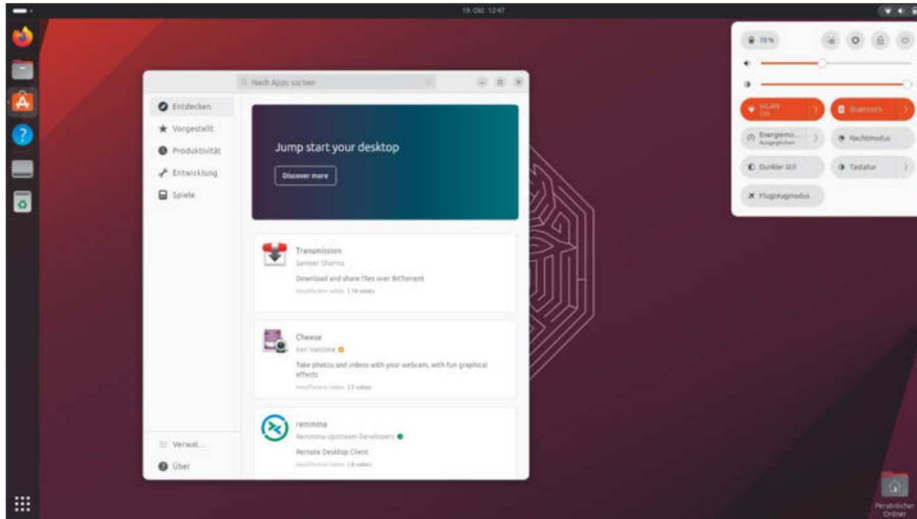 19. Okt 12:47
Nach Apps suchen
Entdecken
Vorgestellt
Produktivität
Entwicklung
Spiele
Verwal...
Über
Jump start your desktop
Discover more
Transmission
Sameer Sharma
Download and share files over BitTorrent
Cheese
Ken VanDine
Take photos and videos with your webcam, with fun graphical
effects
remmina
Remmina Upstream Developers
Remote Desktop Client
78 %
WLAN
Bluetooth
Energiemo...
Ausgeglichen
Nachtmodus
Dunkler Stil
Tastatur
Flugzeugmodus
Persönlicher
Ordner